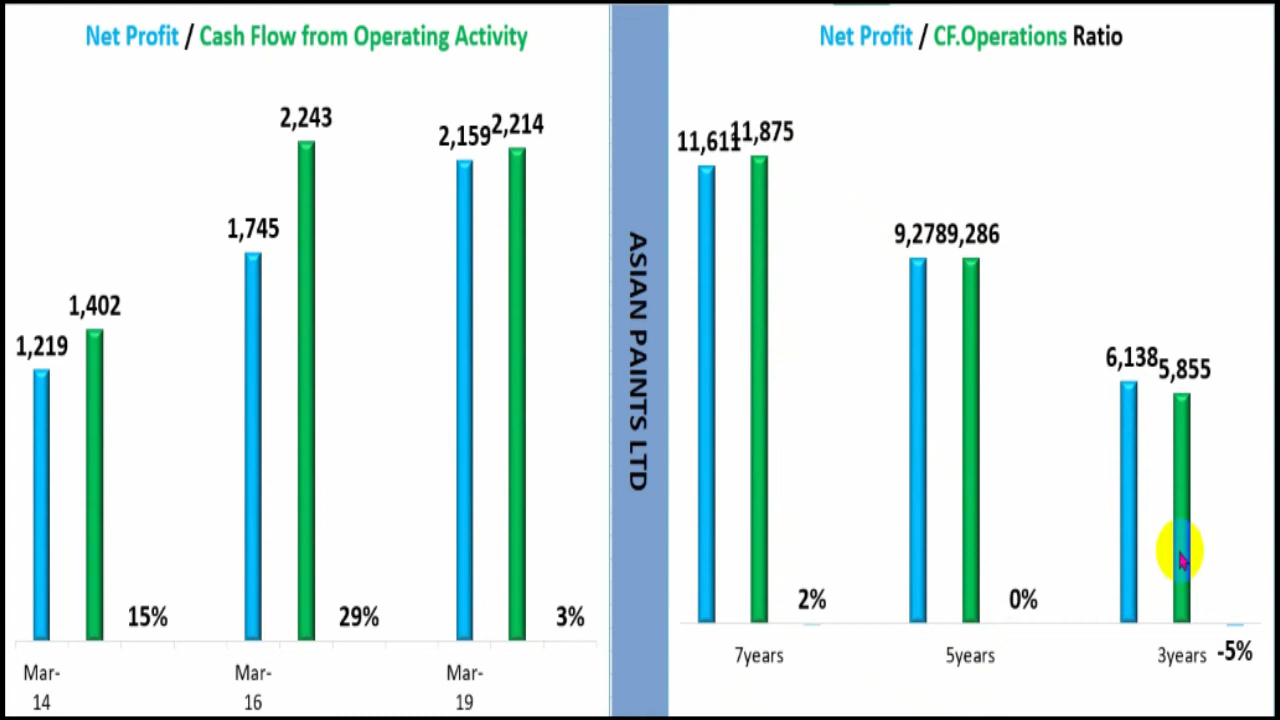 Net Profit / Cash Flow from Operating Activity
1,219
1,402
15%
1,745
2,243
29%
2,159
2,214
3%
Mar-
14
Mar-
16
Mar-
19
ASIAN PAINTS LTD
Net Profit / CF.Operations Ratio
11,611
11,875
2%
9,278
9,286
0%
6,138
5,855
-5%
7years
5years
3years